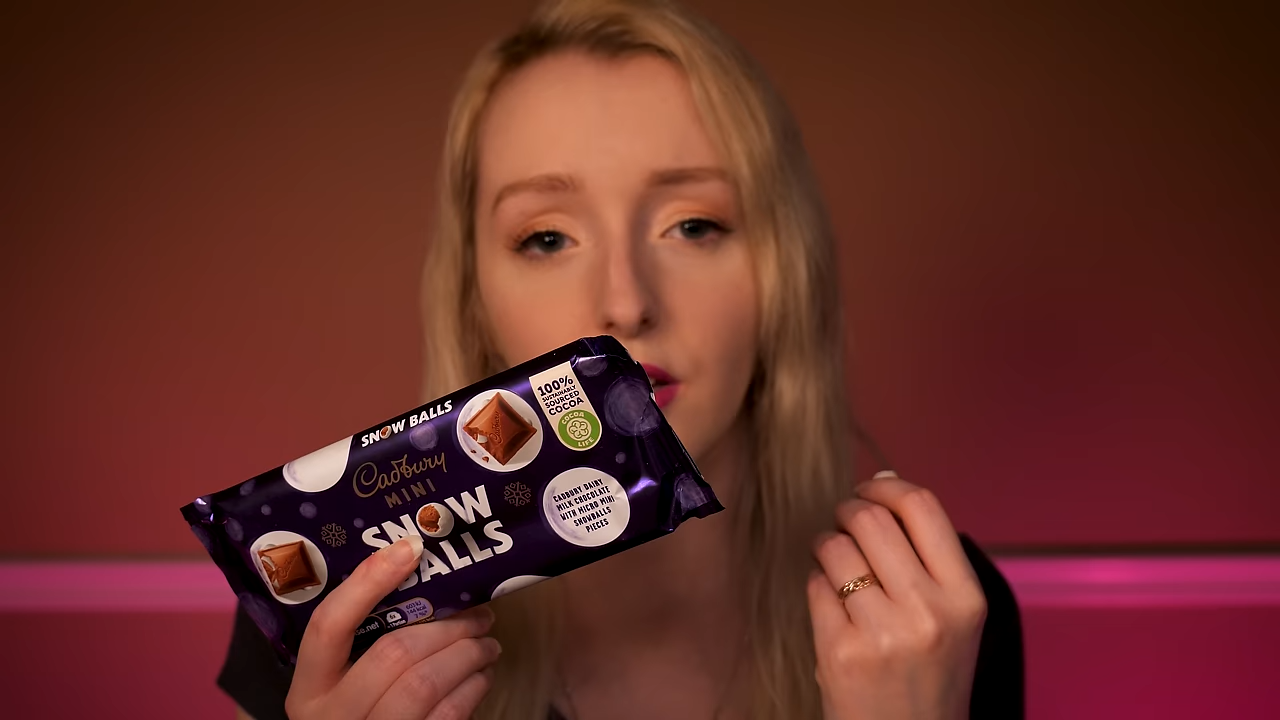 SNOW BALLS
Cadbury
MINI
SNOW
BALLS
100%
SUSTAINABLY
SOURCED
COCOA
COCOA
LIFE
CADBURY DAIRY
MILK CHOCOLATE
WITH MICRO MINI
SNOWBALLS
PIECES